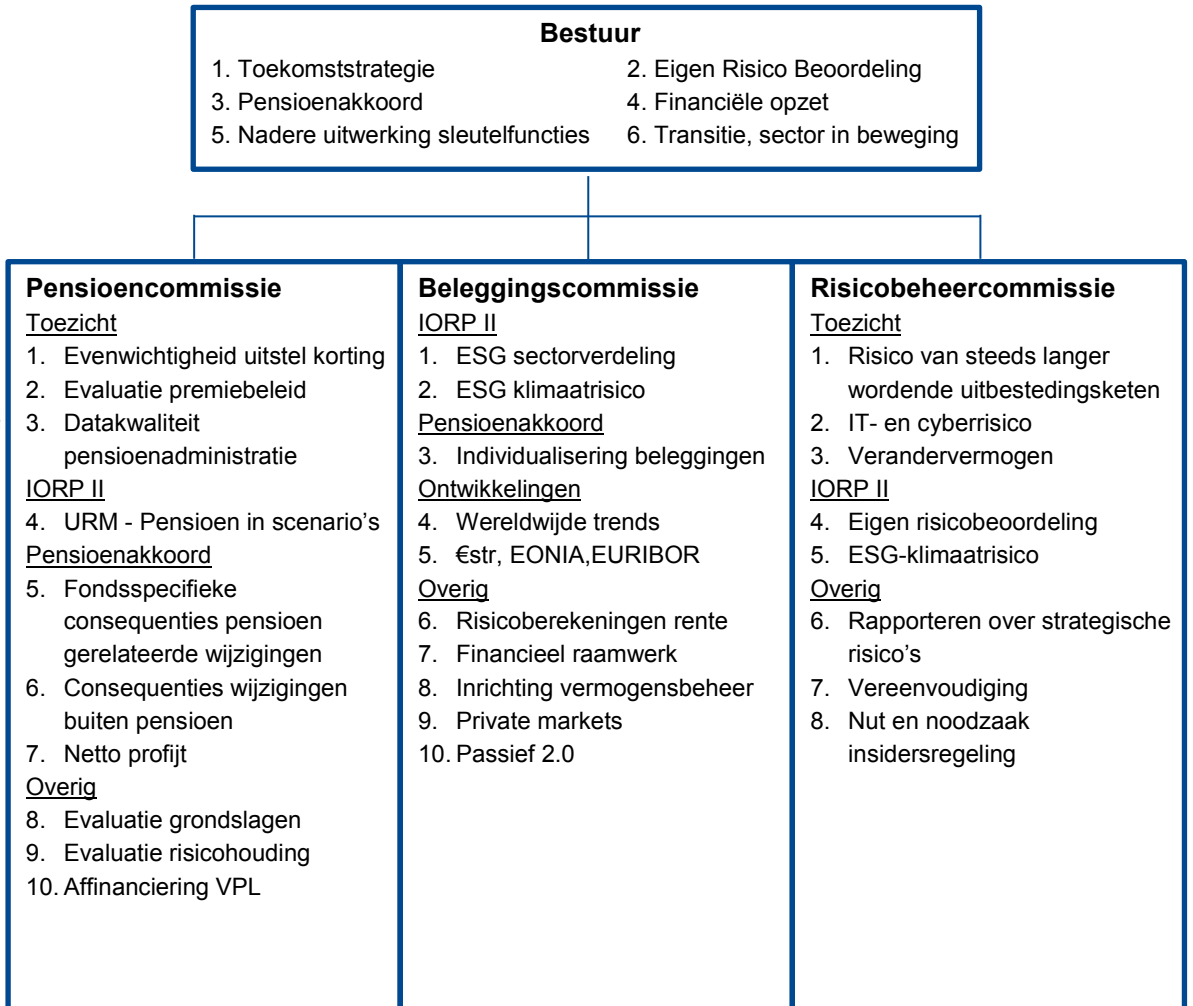 Bestuur
1. Toekomststrategie 2. Eigen Risico Beoordeling
3. Pensioenakkoord 4. Financiële opzet
5. Nadere uitwerking sleutelfuncties 6. Transitie, sector in beweging
Pensioencommissie
Toezicht
1. Evenwichtigheid uitstel korting
2. Evaluatie premiebeleid
3. Datakwaliteit
pensioenadministratie
IORP II
4. URM - Pensioen in scenario's
Pensioenakkoord
5. Fondsspecifieke
consequenties pensioen
gerelateerde wijzigingen
6. Consequenties wijzigingen
buiten pensioen
7. Netto profijt
Overig
8. Evaluatie grondslagen
9. Evaluatie risicohouding
10. Affinanciering VPL
Beleggingscommissie
IORP II
1. ESG sectorverdeling
2. ESG klimaatrisico
Pensioenakkoord
3. Individualisering beleggingen
Ontwikkelingen
4. Wereldwijde trends
5. €str, EONIA,EURIBOR
Overig
6. Risicoberekeningen rente
7. Financieel raamwerk
8. Inrichting vermogensbeheer
9. Private markets
10. Passief 2.0
Risicobeheercommissie
Toezicht
1. Risico van steeds langer
wordende uitbestedingsketen
2. IT- en cyberrisico
3. Verandervermogen
IORP II
4. Eigen risicobeoordeling
5. ESG-klimaatrisico
Overig
6. Rapporteren over strategische
risico's
7. Vereenvoudiging
8. Nut en noodzaak
insidersregeling